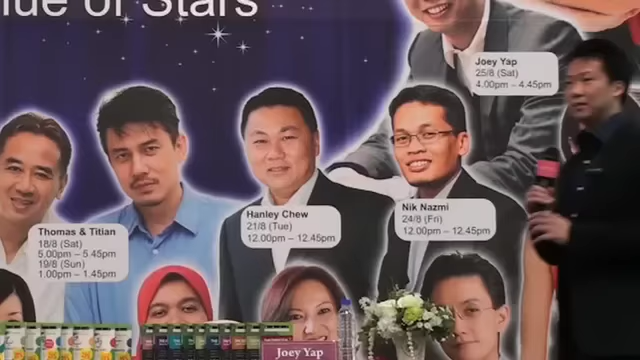 of Stars
Joey Yap
25/8 (Sat)
4.00pm – 4.45pm
Thomas & Titian
18/8 (Sat)
5.00pm – 5.45pm
19/8 (Sun)
1.00pm – 1.45pm
Hanley Chew
21/8 (Tue)
12.00pm – 12.45pm
Nik Nazmi
24/8 (Fri)
12.00pm – 12.45pm
Joey Yap